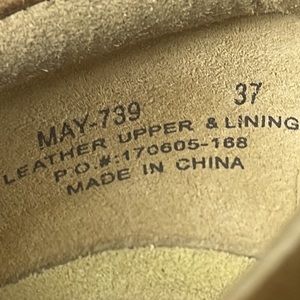 MAY-739 37
LEATHER UPPER & LINING
P.O.#:170605-168
MADE IN CHINA